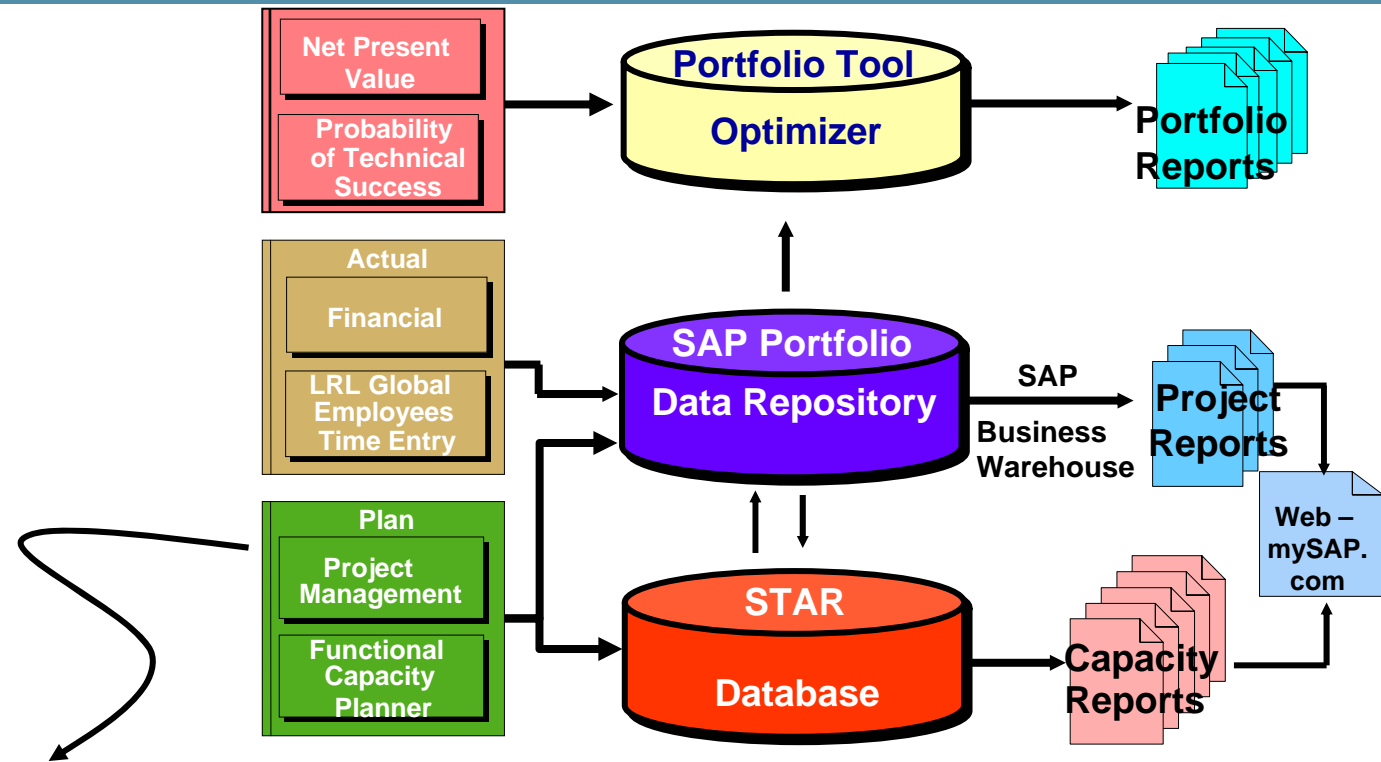 Net Present
Value
Probability
of Technical
Success
Portfolio Tool
Optimizer
Portfolio
Reports
Actual
Financial
LRL Global
Employees
Time Entry
SAP Portfolio
Data Repository
SAP
Business
Warehouse
Project
Reports
Web –
mySAP.
com
Plan
Project
Management
Functional
Capacity
Planner
STAR
Database
Capacity
Reports